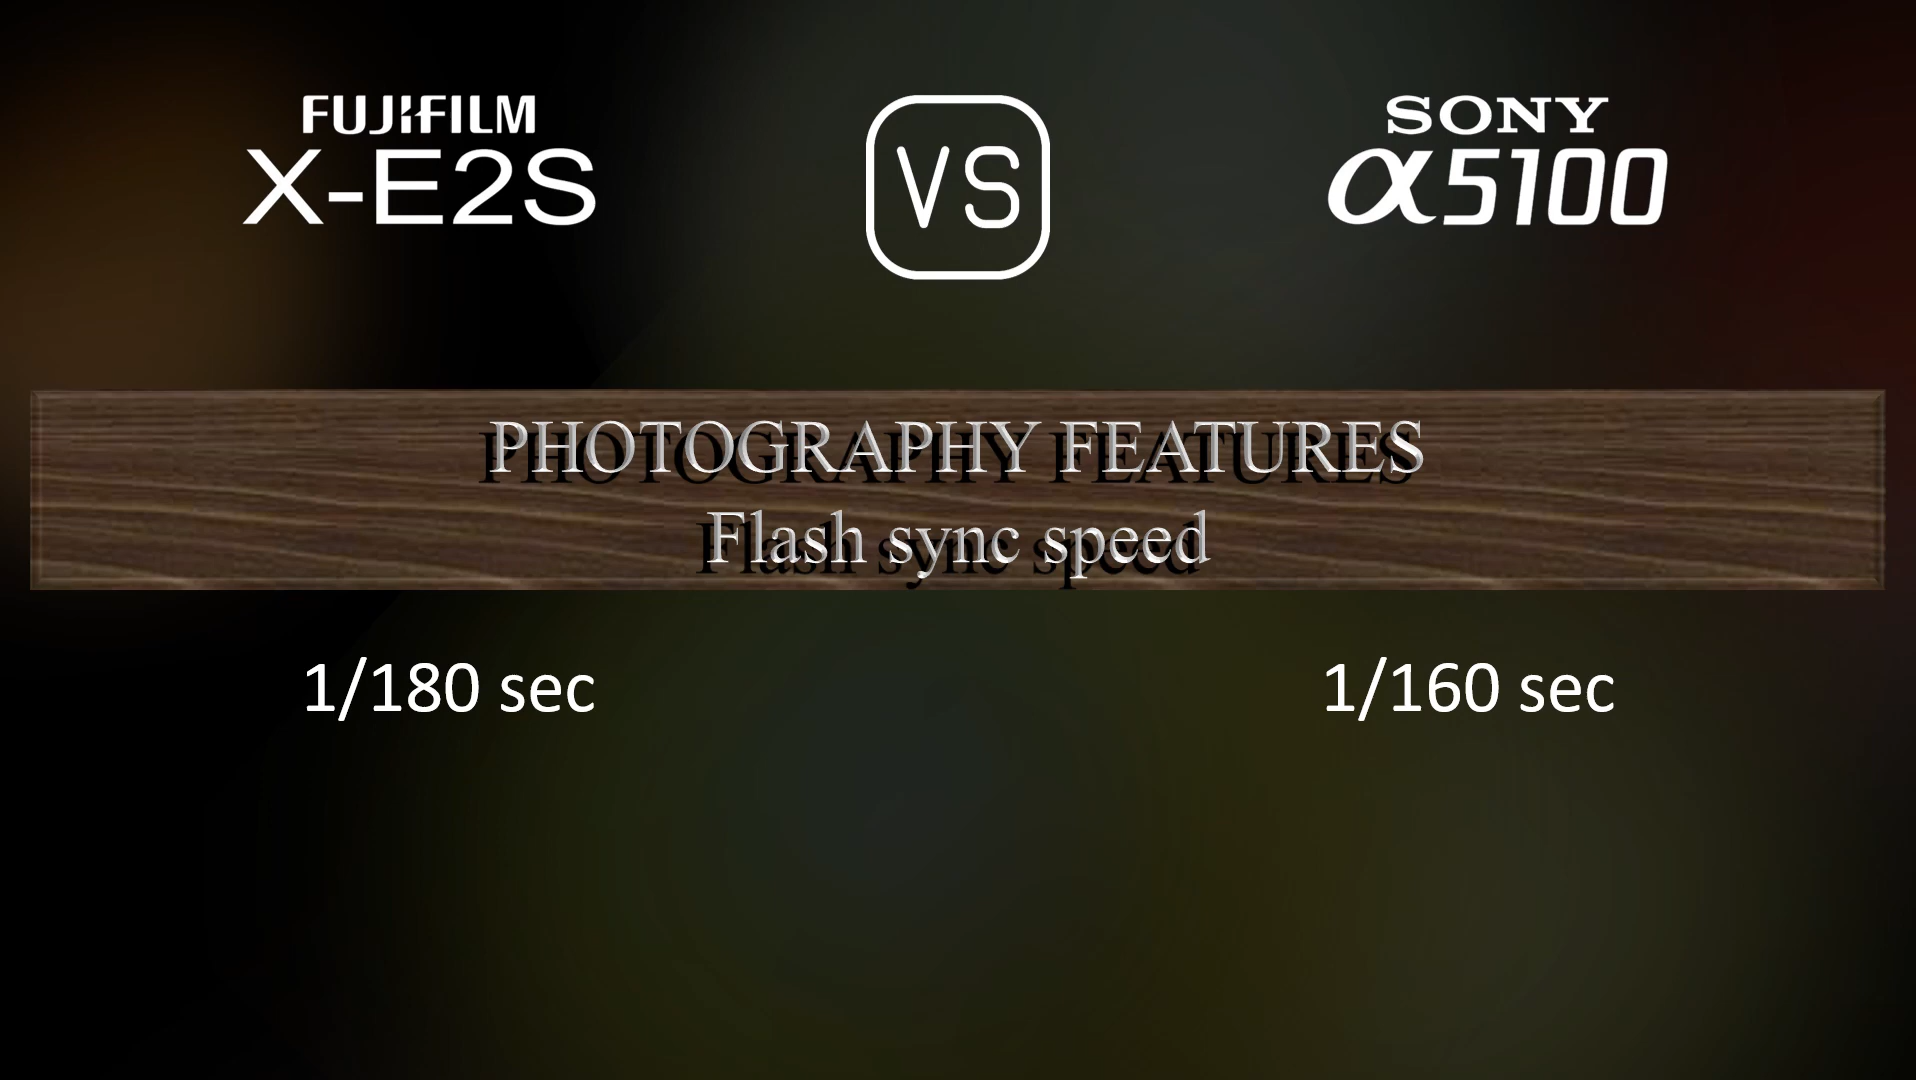 FUJIFILM
X-E2S
VS
SONY
α5100
PHOTOGRAPHY FEATURES
Flash sync speed
1/180 sec
1/160 sec